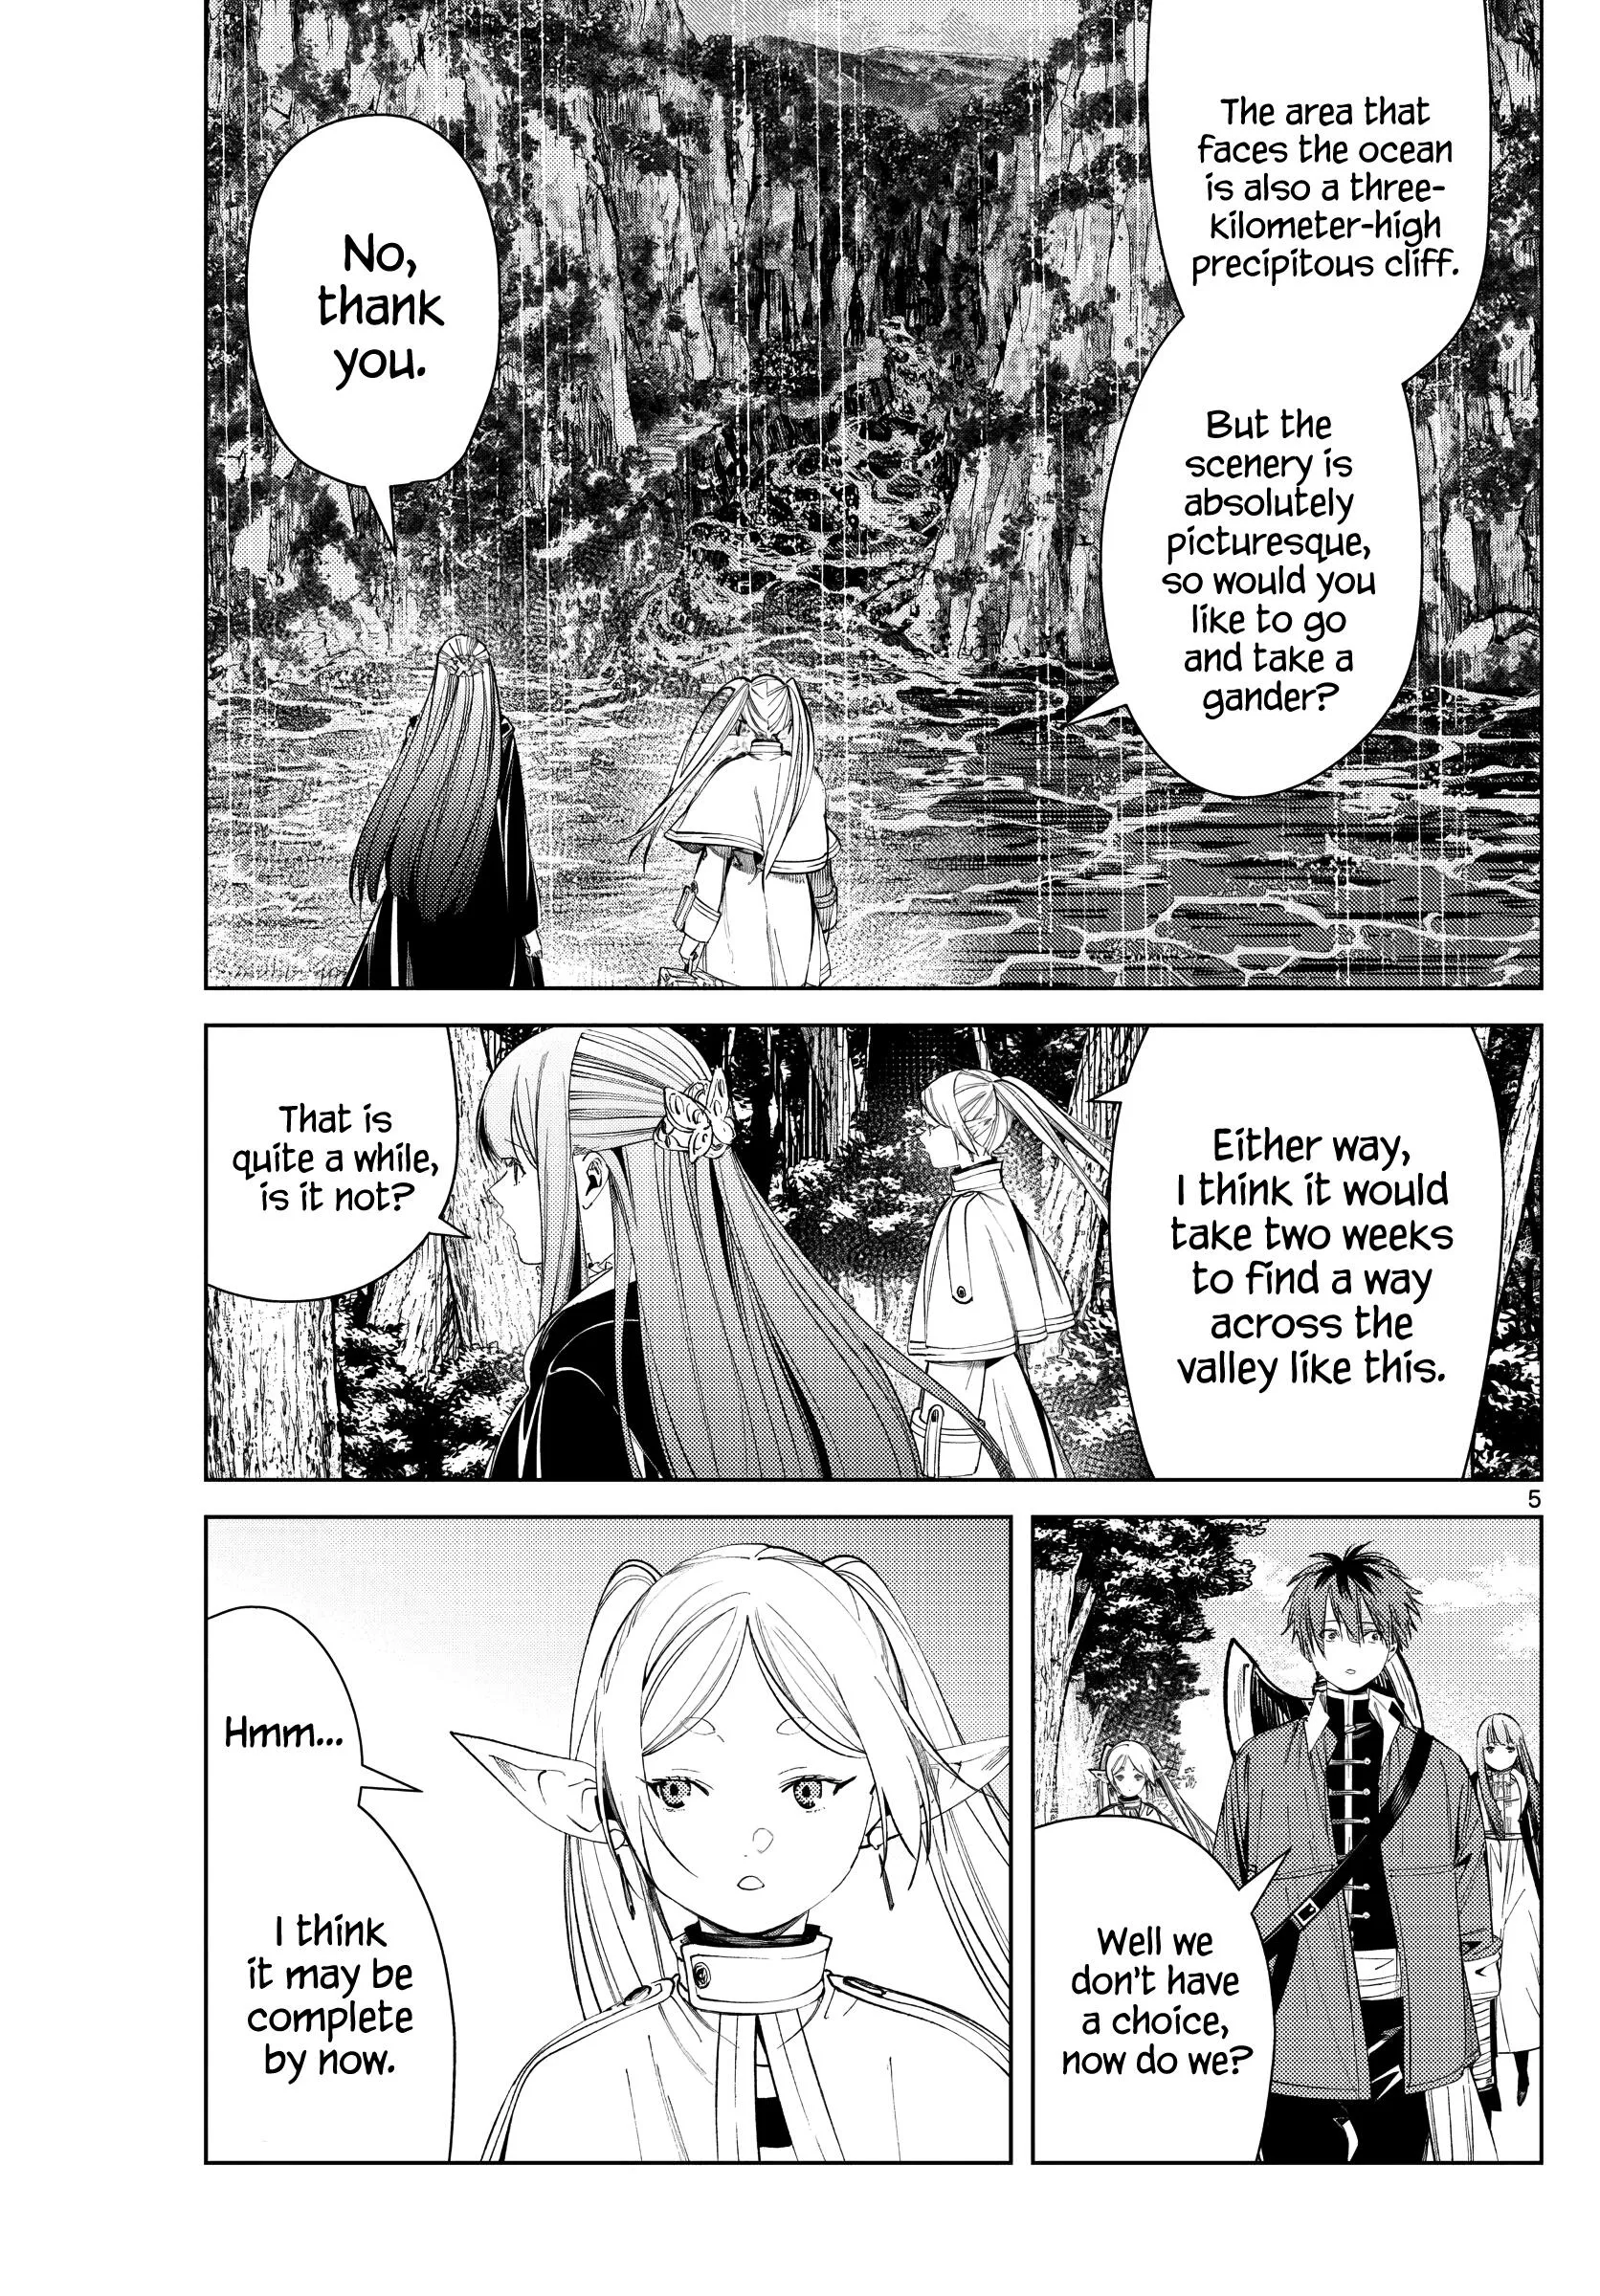 The area that
faces the ocean
is also a three-
kilometer-high
precipitous cliff.
But the
scenery is
absolutely
picturesque,
so would you
like to go
and take a
gander?
No,
thank
you.
Either way,
I think it would
take two weeks
to find a way
across the
valley like this.
That is
quite a while,
is it not?
5
Well we
don't have
a choice,
now do we?
Hmm...
I think
it may be
complete
by now.